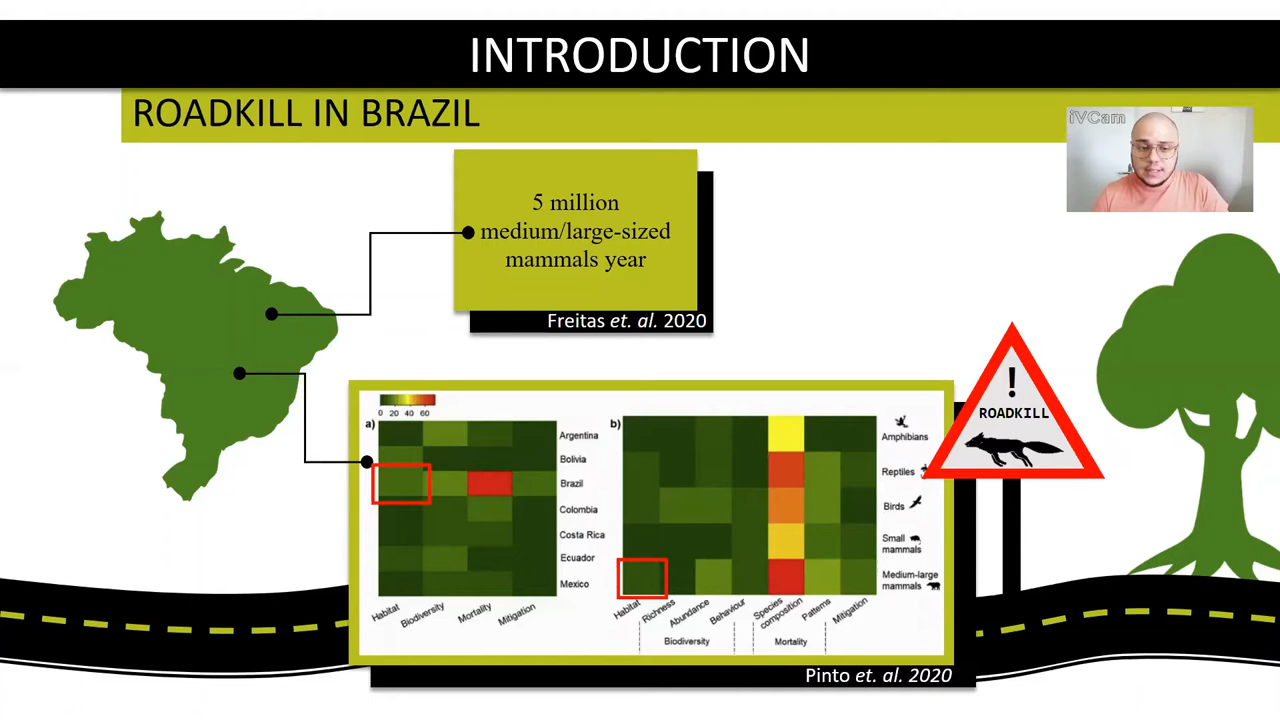 INTRODUCTION
ROADKILL IN BRAZIL
iVCam
5 million
medium/large-sized
mammals year
Freitas et. al. 2020
0 20 40 60
a)
Argentina
Bolivia
Brazil
Colombia
Costa Rica
Ecuador
Mexico
Habitat
Biodiversity
Mortality
Mitigation
b)
Amphibians
Reptiles
Birds
Small
mammals
Medium-large
mammals
Habitat
Richness
Abundance
Behaviour
Species
composition
Patterns
Mitigation
Biodiversity
Mortality
!
ROADKILL
Pinto et. al. 2020